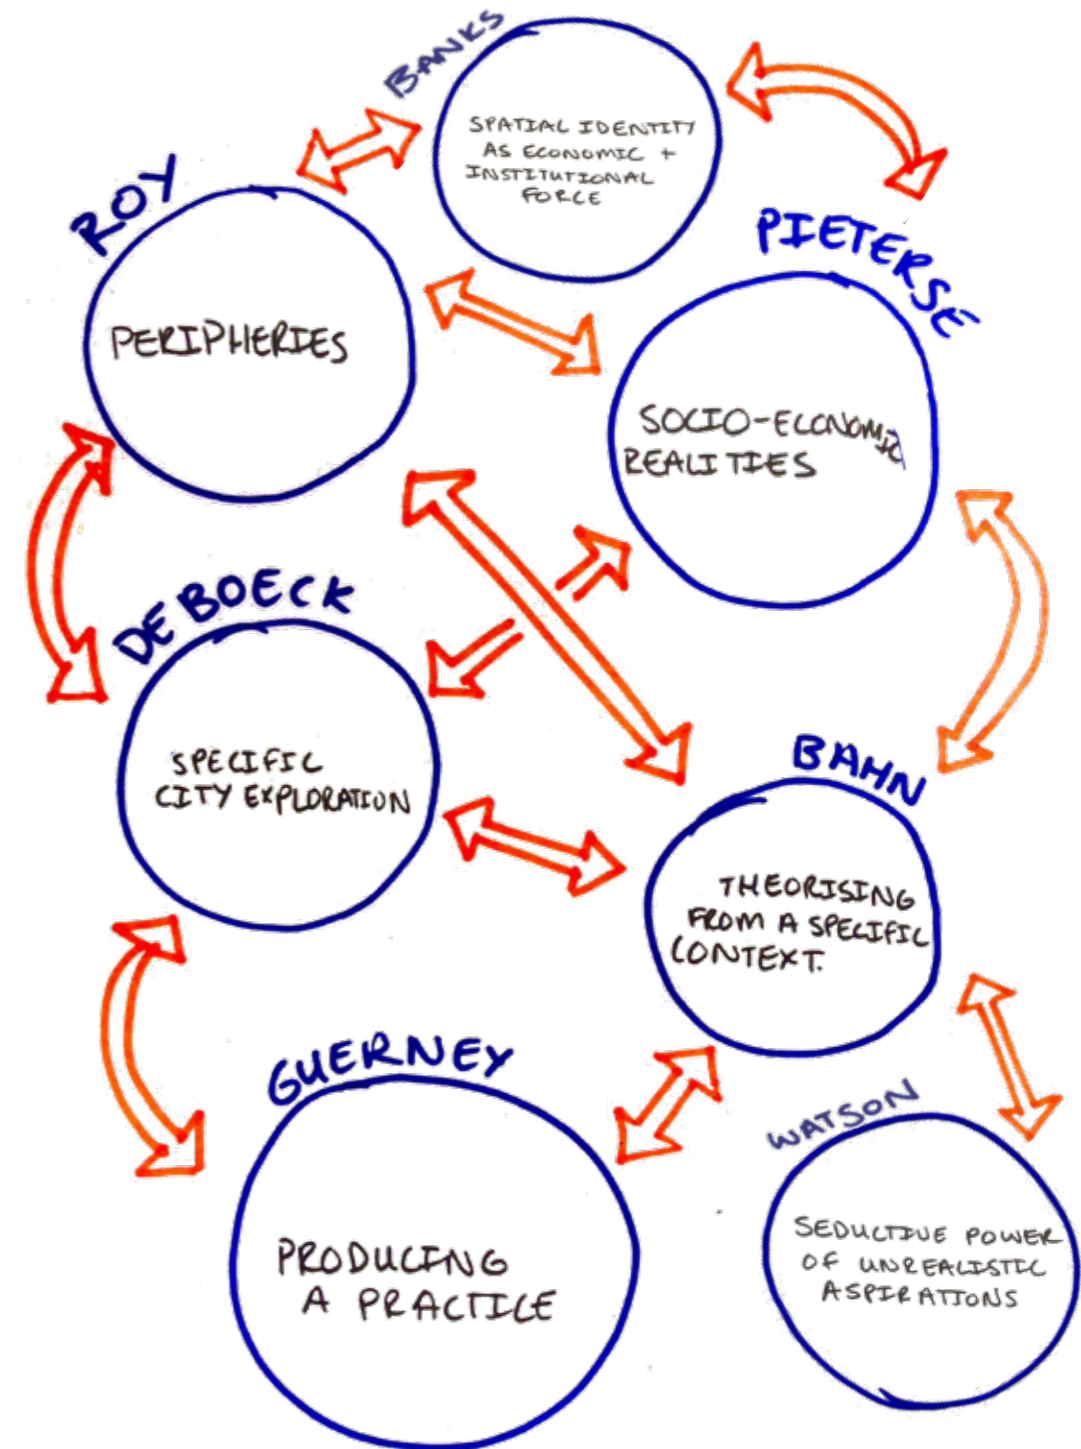 BANKS
SPATIAL IDENTITY
AS ECONOMIC +
INSTITUTIONAL
FORCE
ROY
PERIPHERIES
PIETERSE
SOCIO-ECONOMIC
REALITIES
DE BOECK
SPECIFIC
CITY EXPLORATION
BAHN
THEORISING
FROM A SPECIFIC
CONTEXT.
GUERNEY
PRODUCING
A PRACTICE
WATSON
SEDUCTIVE POWER
OF UNREALISTIC
ASPIRATIONS